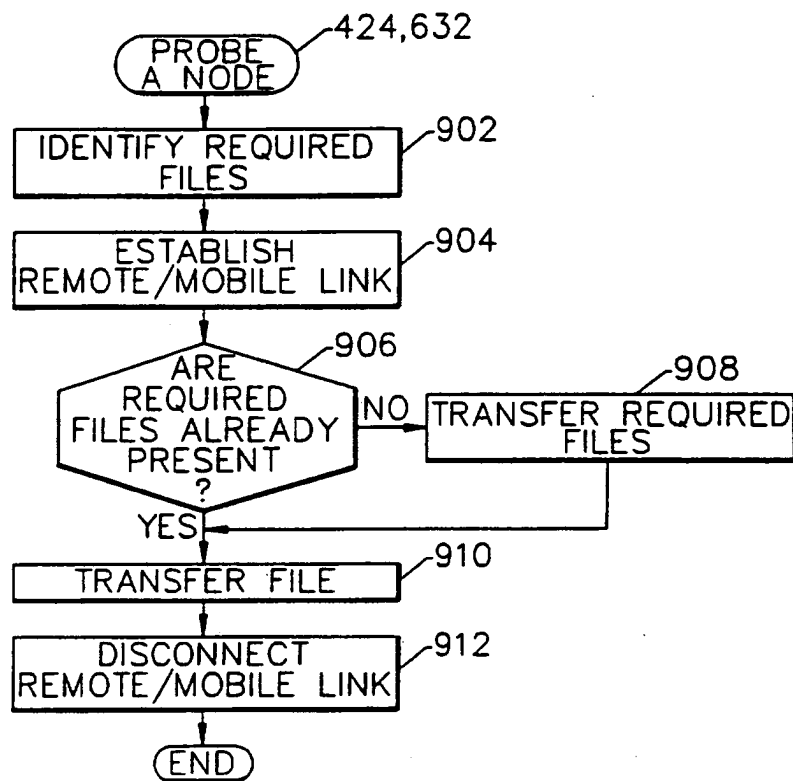 PROBE
A NODE
424,632
IDENTIFY REQUIRED
FILES
902
ESTABLISH
REMOTE/MOBILE LINK
904
ARE
REQUIRED
FILES ALREADY
PRESENT
?
906
NO
908
TRANSFER REQUIRED
FILES
YES
TRANSFER FILE
910
DISCONNECT
REMOTE/MOBILE LINK
912
END